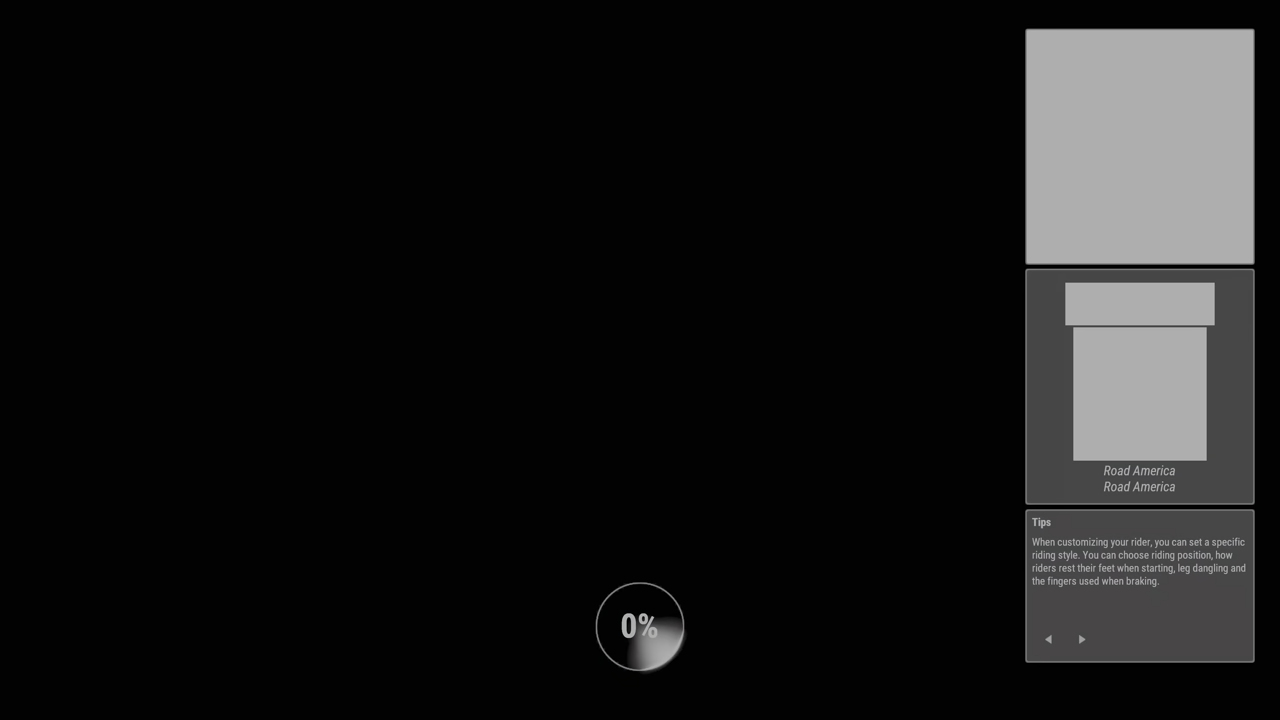 Road America
Road America
Tips
When customizing your rider, you can set a specific
riding style. You can choose riding position, how
riders rest their feet when starting, leg dangling and
the fingers used when braking.
0%